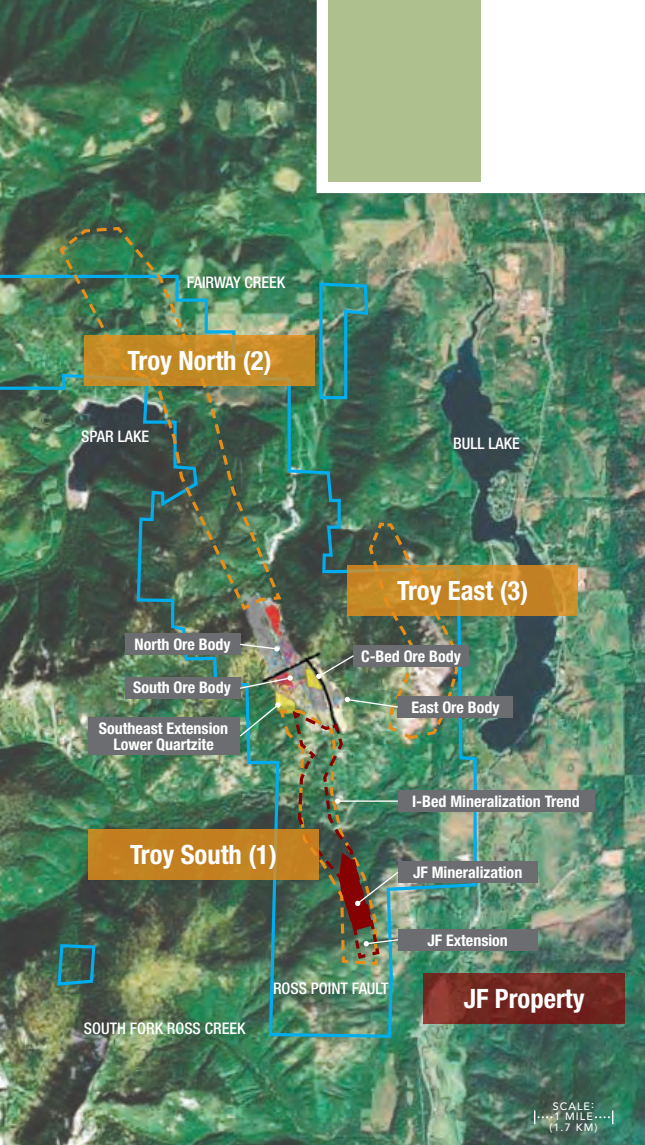 FAIRWAY CREEK
Troy North (2)
SPAR LAKE
BULL LAKE
Troy East (3)
North Ore Body
C-Bed Ore Body
South Ore Body
East Ore Body
Southeast Extension
Lower Quartzite
I-Bed Mineralization Trend
Troy South (1)
JF Mineralization
JF Extension
ROSS POINT FAULT
JF Property
SOUTH FORK ROSS CREEK
SCALE:
1 MILE
(1.7 KM)